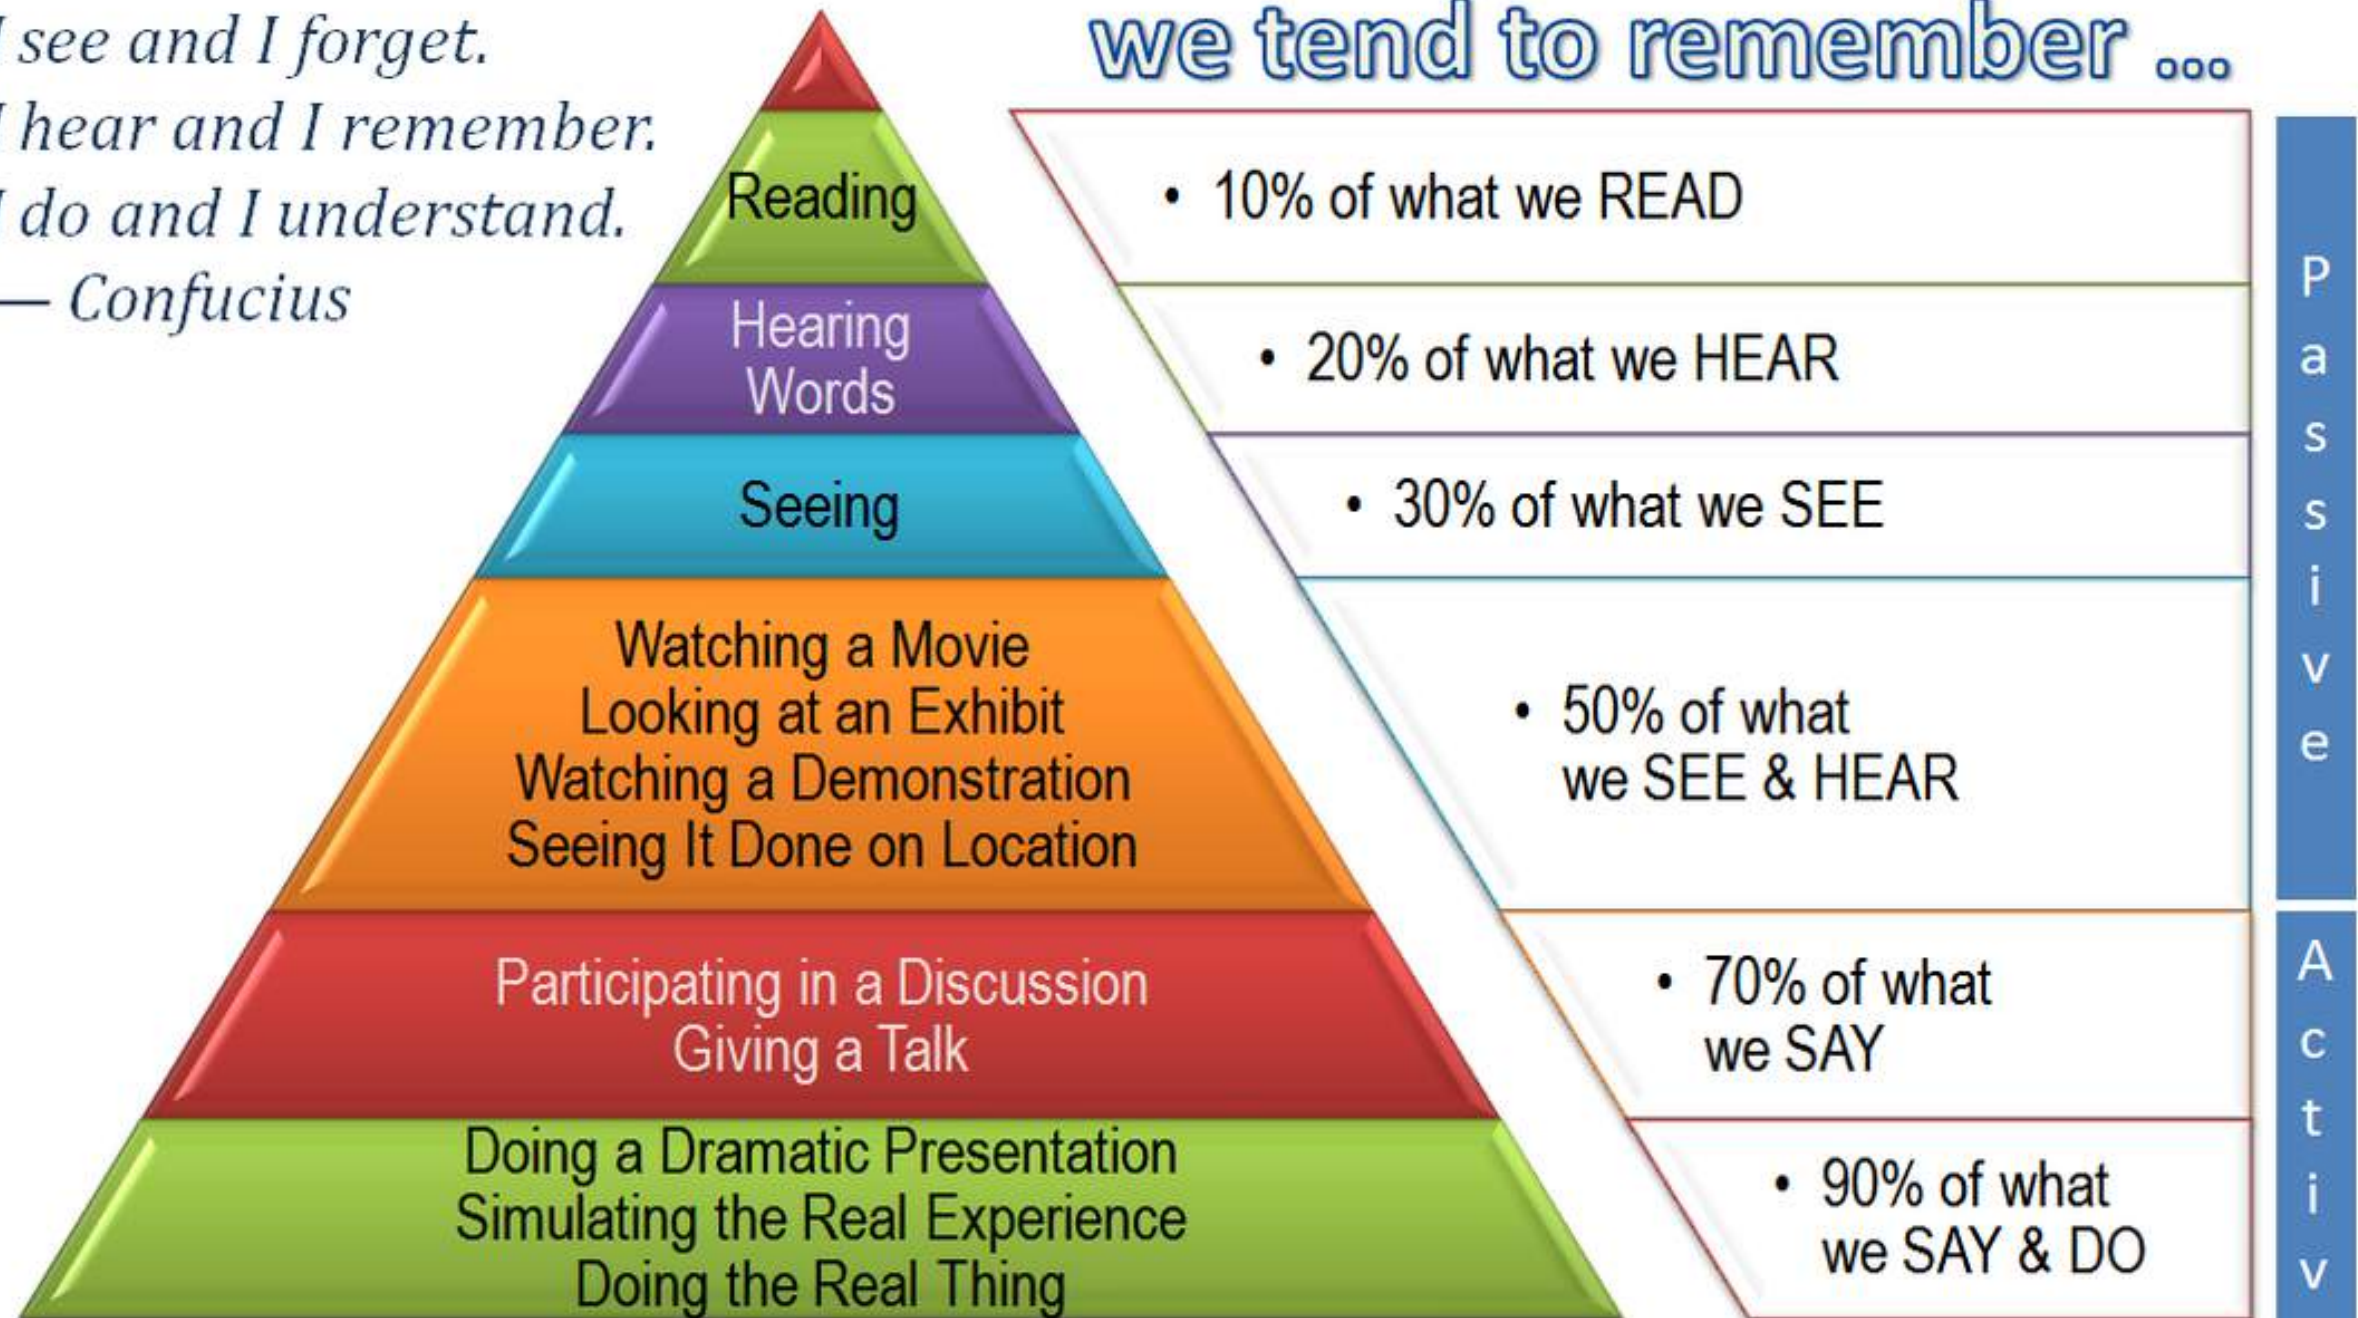 I see and I forget.
I hear and I remember.
I do and I understand.
— Confucius
we tend to remember ...
Reading
• 10% of what we READ
Hearing
Words
• 20% of what we HEAR
Seeing
• 30% of what we SEE
Watching a Movie
Looking at an Exhibit
Watching a Demonstration
Seeing It Done on Location
• 50% of what
we SEE & HEAR
Participating in a Discussion
Giving a Talk
• 70% of what
we SAY
Doing a Dramatic Presentation
Simulating the Real Experience
Doing the Real Thing
• 90% of what
we SAY & DO
Passive
Activ